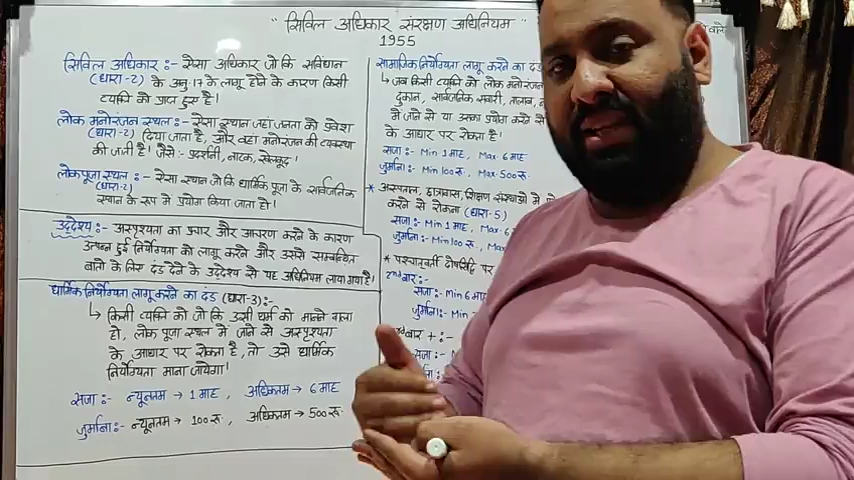 " सिविल अधिकार संरक्षण अधिनियम "
1955
सिविल अधिकार :- ऐसा अधिकार जो कि संविधान
(धारा-2) के अनु. 17 के लागू होने के कारण किसी
व्यक्ति को प्राप्त हुए है।
लोक मनोरंजन स्थल :- ऐसा स्थान जहाँ जनता को प्रवेश
(धारा-2) दिया जाता है, और वहां मनोरंजन की व्यवस्था
की जाती है। जैसे :- प्रदर्शनी, नाटक, खेलकूद।
लोक पूजा स्थल :- ऐसा स्थान जो कि धार्मिक पूजा के सार्वजनिक
(धारा-2)
स्थान के रूप में प्रयोग किया जाता हो।
उद्देश्य :- अस्पृश्यता का प्रचार और आचरण करने के कारण
उत्पन्न हुई निर्योग्यता को लागू करने और उससे सम्बन्धित
बातो के लिए दंड देने के उद्देश्य से यह अधिनियम लाया गया है।
धार्मिक निर्योग्यता लागू करने का दंड (धारा-3) :-
↳ किसी व्यक्ति को जो कि उसी धर्म को मानने वाला
हो, लोक पूजा स्थल मे जाने से अस्पृश्यता
के आधार पर रोकता है, तो उसे धार्मिक
निर्योग्यता माना जायेगा।
सजा :- न्यूनतम → 1 माह , अधिकतम → 6 माह
जुर्माना :- न्यूनतम → 100 रू. , अधिकतम → 500 रू.
सामाजिक निर्योग्यता लागू करने का दं
↳ जब किसी व्यक्ति को लोक मनोरंजन
दुकान, सार्वजनिक सवारी, तालाब,
मे जाने से या उसका प्रयोग करने से
के आधार पर रोकता है।
सजा :- Min 1 माह, Max 6 माह
जुर्माना :- Min 100 रू. Max 500 रू.
* अस्पताल, छात्रावास, शिक्षण संस्थाओं मे
करने से रोकना (धारा-5)
सजा :- Min 1 माह, Max 6
जुर्माना :- Min 100 रू, Max
* पश्चातवर्ती दोषसिद्धि पर
2nd बार :-
सजा :- Min 6 माह
जुर्माना :- Min
बार + :-
सजा :-